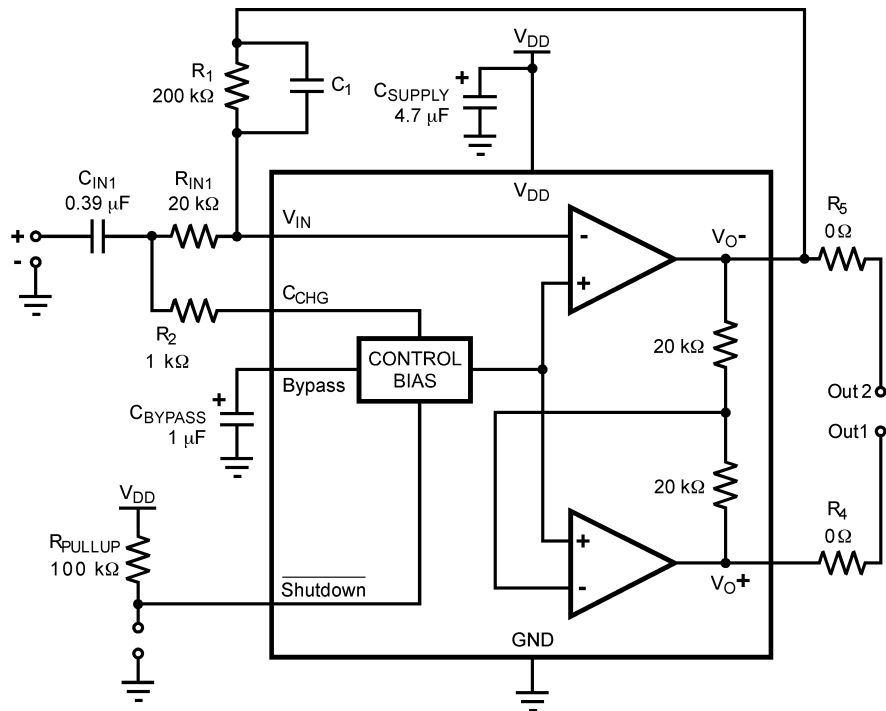 R1
200 kΩ
C1
VDD
CSUPPLY
4.7 µF
+
CIN1
0.39 µF
RIN1
20 kΩ
VIN
VDD
+
-
-
+
VO-
R5
0Ω
R2
1 kΩ
CCHG
CONTROL
BIAS
Bypass
+
CBYPASS
1 µF
20 kΩ
Out2
Out1
20 kΩ
VDD
RPULLUP
100 kΩ
Shutdown
+
-
VO+
R4
0Ω
GND